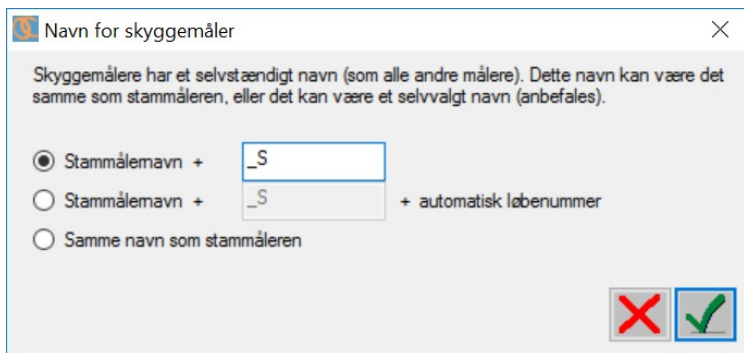 Navn for skyggemåler
Skyggemålere har et selvstændigt navn (som alle andre målere). Dette navn kan være det
samme som stammåleren, eller det kan være et selvvalgt navn (anbefales).
Stammålernavn + _S
Stammålernavn + _S + automatisk løbenummer
Samme navn som stammåleren